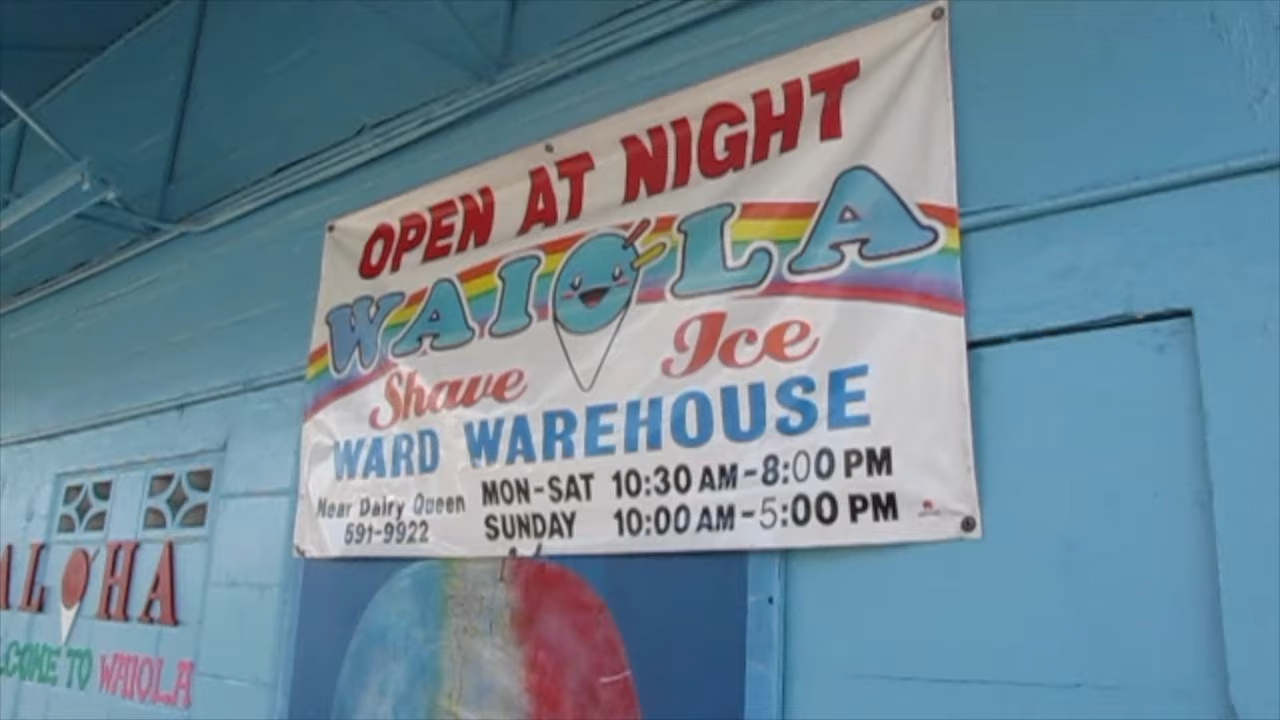 OPEN AT NIGHT
WAIOLA
Shave Ice
WARD WAREHOUSE
Near Dairy Queen
591-9922
MON-SAT 10:30 AM-8:00 PM
SUNDAY 10:00 AM-5:00 PM
ALOHA
LCOME TO WAIOLA